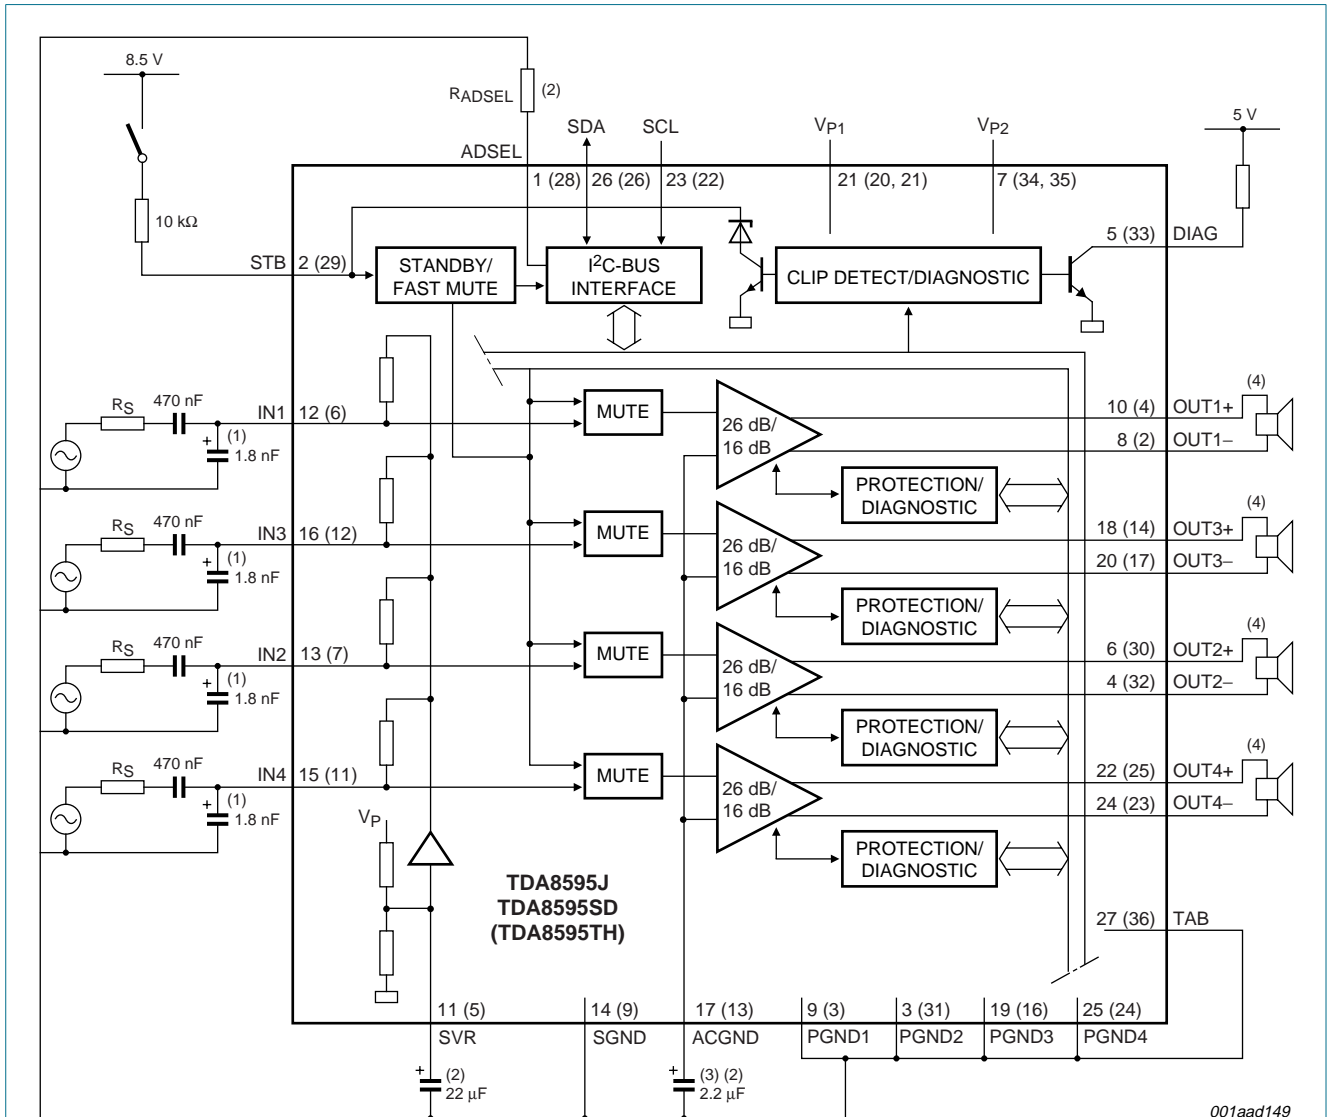 8.5 V
RADSEL (2)
SDA
SCL
VP1
VP2
5 V
ADSEL
1 (28)
26 (26)
23 (22)
21 (20, 21)
7 (34, 35)
10 kΩ
5 (33) DIAG
STB 2 (29)
STANDBY/
FAST MUTE
I2C-BUS
INTERFACE
CLIP DETECT/DIAGNOSTIC
RS
470 nF
(1)
1.8 nF
IN1 12 (6)
MUTE
26 dB/
16 dB
10 (4) OUT1+
8 (2) OUT1−
(4)
PROTECTION/
DIAGNOSTIC
RS
470 nF
(1)
1.8 nF
IN3 16 (12)
MUTE
26 dB/
16 dB
18 (14) OUT3+
20 (17) OUT3−
(4)
PROTECTION/
DIAGNOSTIC
RS
470 nF
(1)
1.8 nF
IN2 13 (7)
MUTE
26 dB/
16 dB
6 (30) OUT2+
4 (32) OUT2−
(4)
PROTECTION/
DIAGNOSTIC
RS
470 nF
(1)
1.8 nF
IN4 15 (11)
MUTE
26 dB/
16 dB
22 (25) OUT4+
24 (23) OUT4−
(4)
PROTECTION/
DIAGNOSTIC
VP
TDA8595J
TDA8595SD
(TDA8595TH)
27 (36) TAB
11 (5)
14 (9)
17 (13)
9 (3)
3 (31)
19 (16)
25 (24)
SVR
SGND
ACGND
PGND1
PGND2
PGND3
PGND4
+ (2)
22 μF
+ (3) (2)
2.2 μF
001aad149